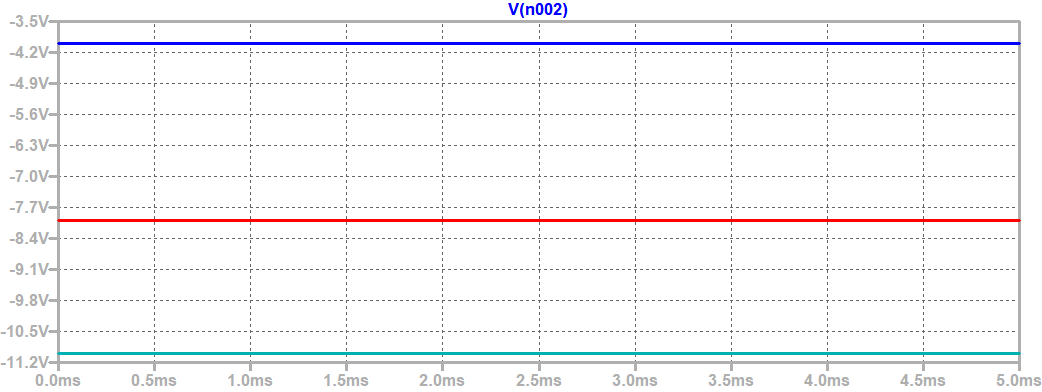 V(n002)
-3.5V
-4.2V
-4.9V
-5.6V
-6.3V
-7.0V
-7.7V
-8.4V
-9.1V
-9.8V
-10.5V
-11.2V
0.0ms 0.5ms 1.0ms 1.5ms 2.0ms 2.5ms 3.0ms 3.5ms 4.0ms 4.5ms 5.0ms